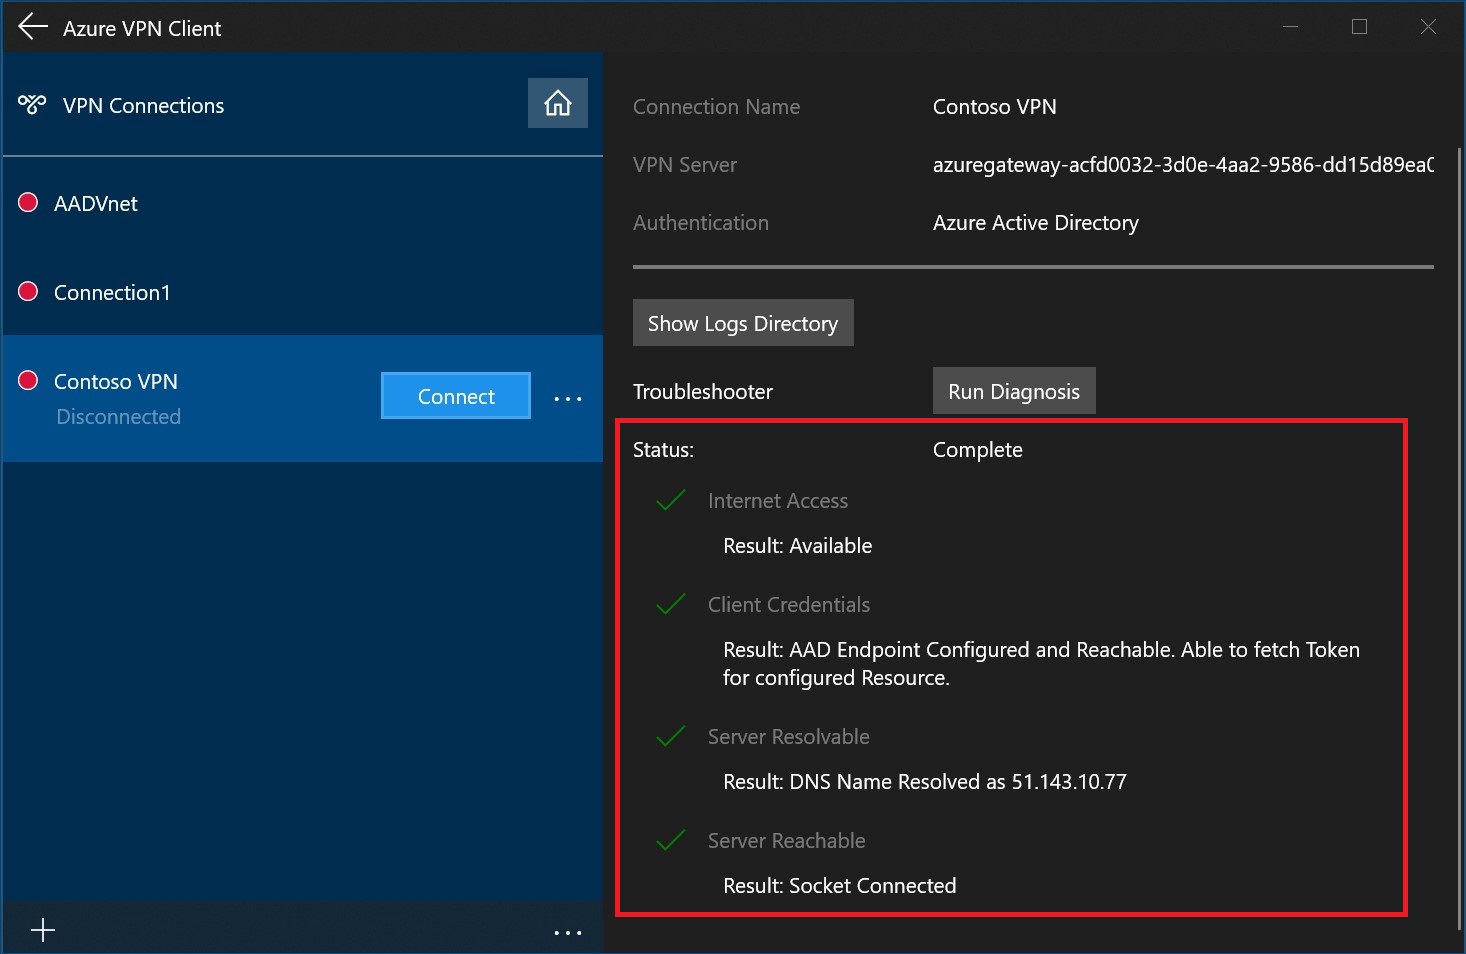 Azure VPN Client
VPN Connections
AADVnet
Connection1
Contoso VPN
Disconnected
Connect
Connection Name
Contoso VPN
VPN Server
azuregateway-acfd0032-3d0e-4aa2-9586-dd15d89ea0
Authentication
Azure Active Directory
Show Logs Directory
Troubleshooter
Run Diagnosis
Status:
Complete
Internet Access
Result: Available
Client Credentials
Result: AAD Endpoint Configured and Reachable. Able to fetch Token
for configured Resource.
Server Resolvable
Result: DNS Name Resolved as 51.143.10.77
Server Reachable
Result: Socket Connected